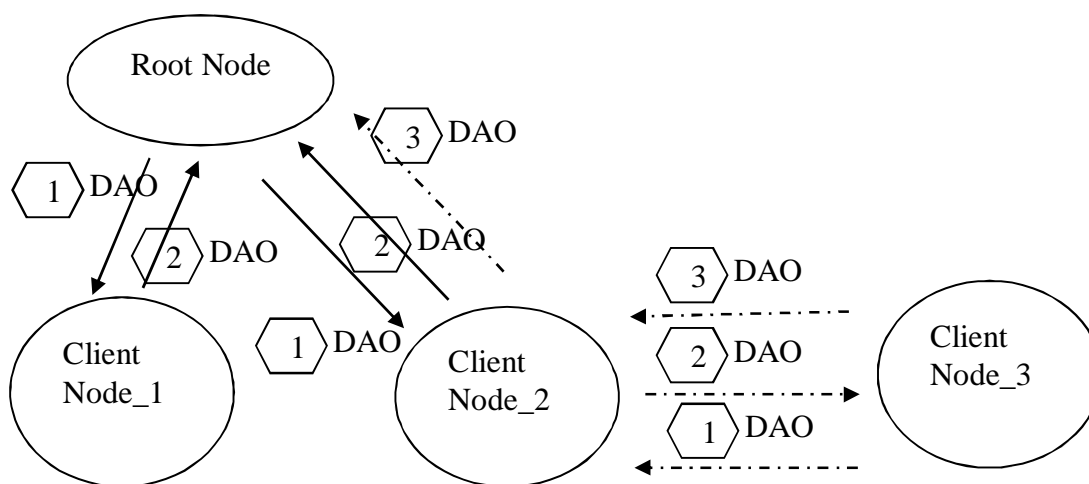 Root Node
3 DAO
1 DAO
2 DAO
2 DAO
3 DAO
1 DAO
2 DAO
1 DAO
Client
Node_1
Client
Node_2
Client
Node_3